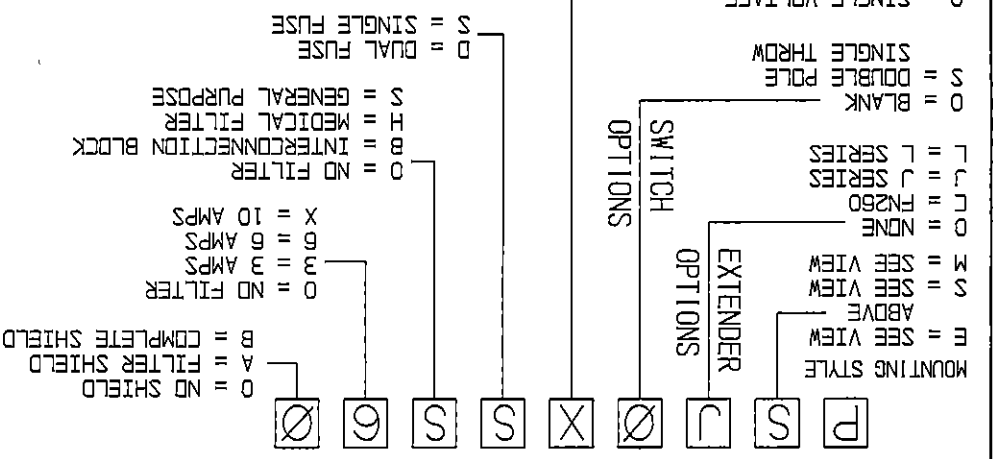 P S J Ø X S S 6 Ø
MOUNTING STYLE
E = SEE VIEW
ABOVE
S = SEE VIEW
M = SEE VIEW
EXTENDER
OPTIONS
0 = NONE
C = FN260
J = J SERIES
L = L SERIES
SWITCH
OPTIONS
0 = BLANK
S = DOUBLE POLE
SINGLE THROW
= SINGLE VOLTAGE
D = DUAL FUSE
S = SINGLE FUSE
0 = NO FILTER
B = INTERCONNECTION BLOCK
H = MEDICAL FILTER
S = GENERAL PURPOSE
0 = NO FILTER
3 = 3 AMPS
6 = 6 AMPS
X = 10 AMPS
0 = NO SHIELD
A = FILTER SHIELD
B = COMPLETE SHIELD